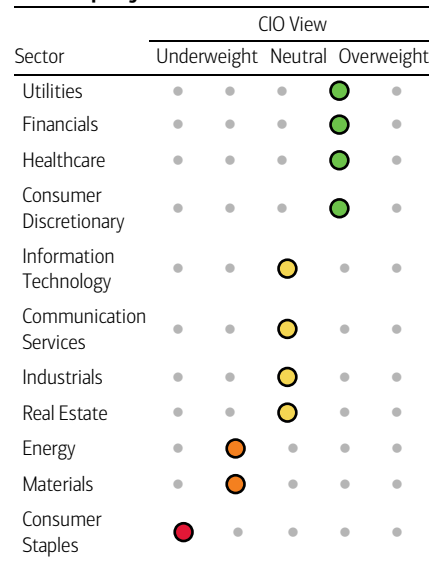 CIO View
Sector Underweight Neutral Overweight
Utilities
Financials
Healthcare
Consumer
Discretionary
Information
Technology
Communication
Services
Industrials
Real Estate
Energy
Materials
Consumer
Staples